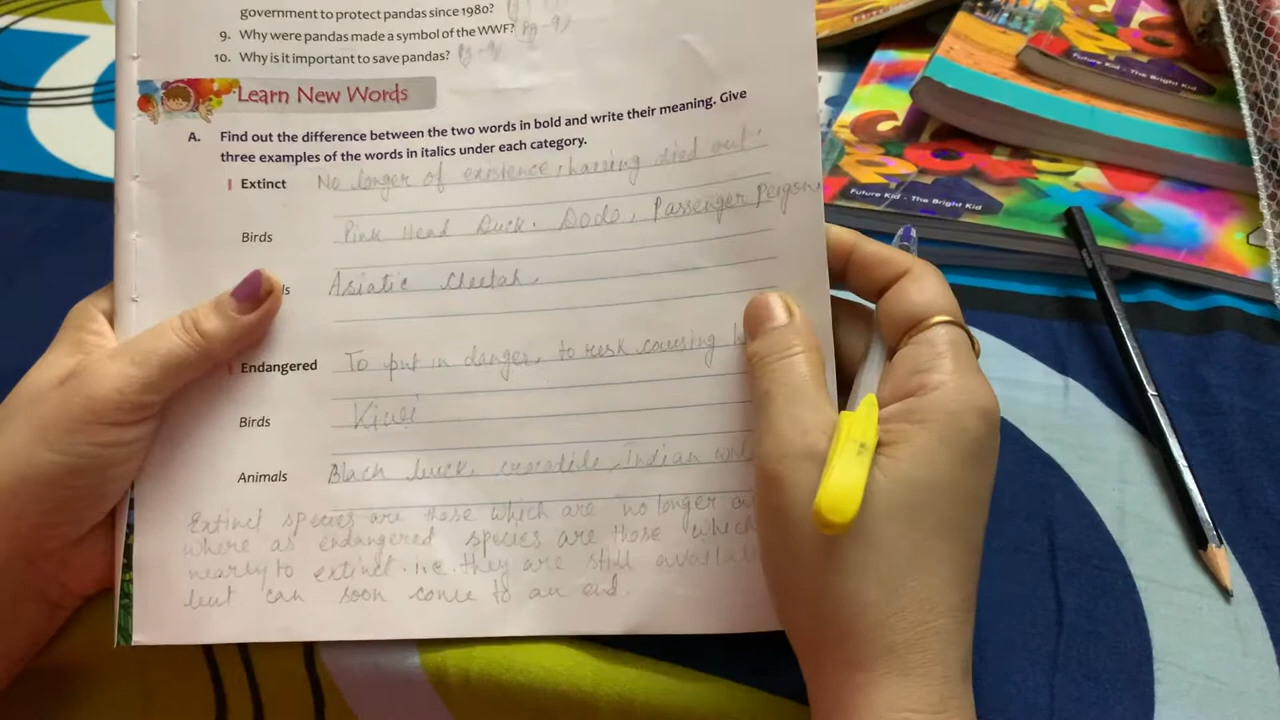 government to protect pandas since 1980?
9. Why were pandas made a symbol of the WWF? (Pg-9)
10. Why is it important to save pandas?
Learn New Words
A. Find out the difference between the two words in bold and write their meaning. Give
three examples of the words in italics under each category.
Extinct No longer of existence, having died out.
Birds Pink Head Duck. Dodo, Passenger
ls Asiatic Cheetah,
Endangered To put in danger, to risk causing
Birds Kiwi
Animals Black buck, crocodile, Indian
Extinct species are those which are no longer
where as endangered species are those which
nearly to extinct. i.e. they are still
but can soon come to an end.
Future Kid - The Bright Kid
Future Kid - The Bright Kid